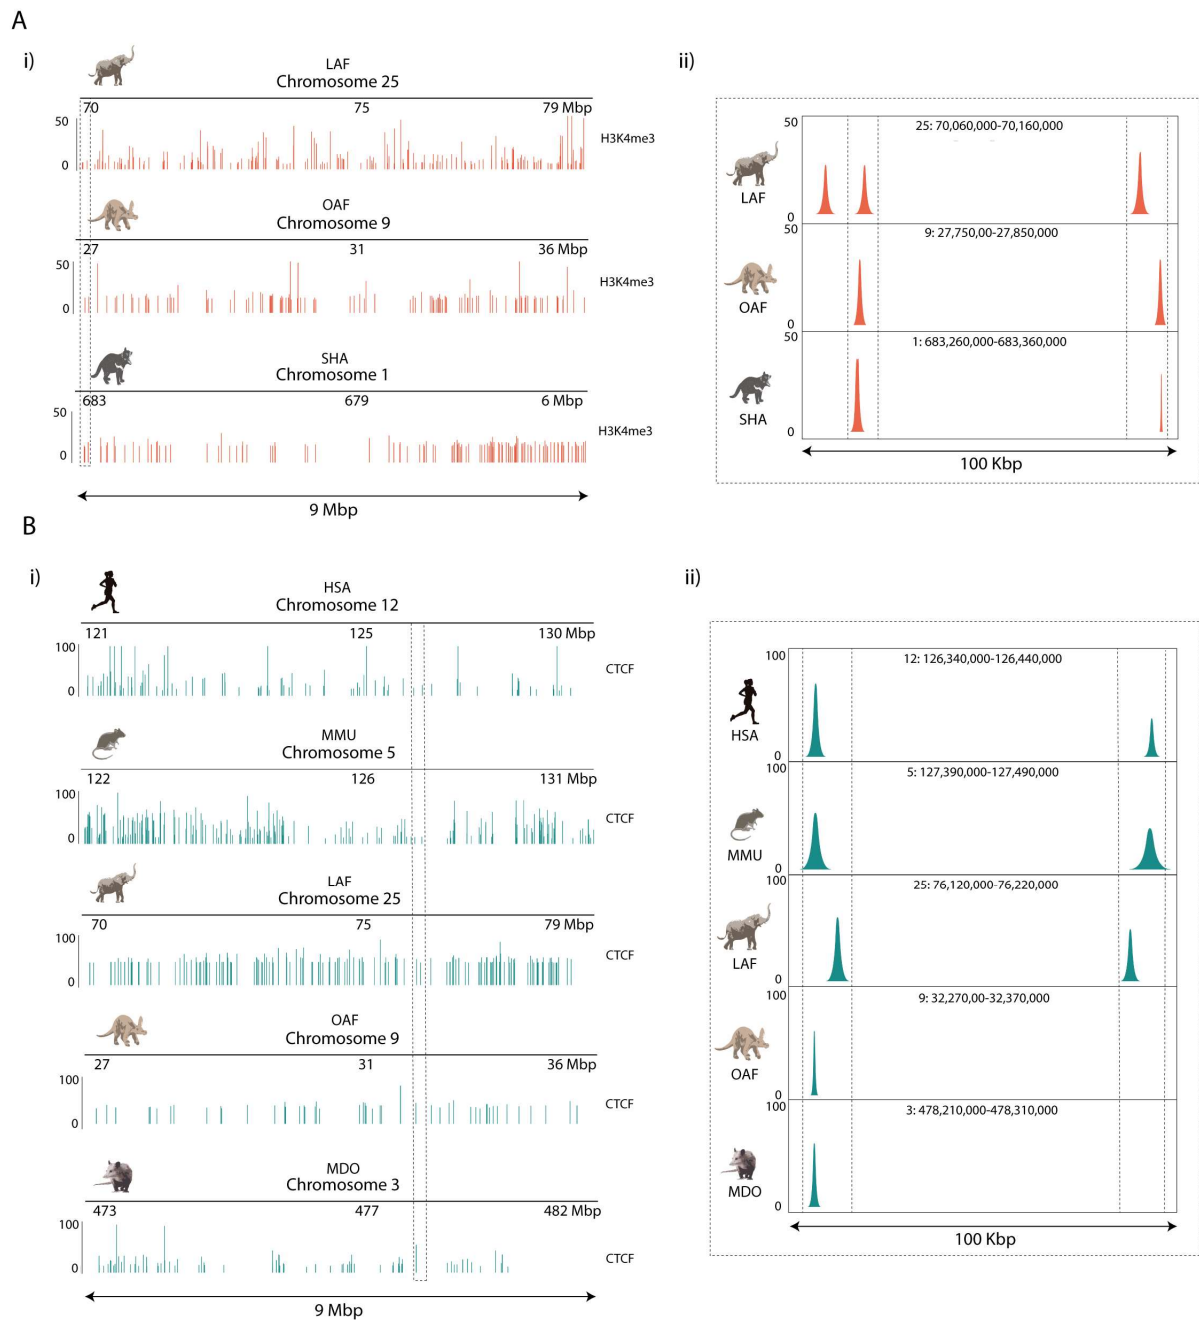 A
i)
LAF
Chromosome 25
70 75 79 Mbp
50
0
H3K4me3
OAF
Chromosome 9
27 31 36 Mbp
50
0
H3K4me3
SHA
Chromosome 1
683 679 6 Mbp
50
0
H3K4me3
9 Mbp
ii)
50
25: 70,060,000-70,160,000
LAF
0
50
9: 27,750,00-27,850,000
OAF
0
50
1: 683,260,000-683,360,000
SHA
0
100 Kbp
B
i)
HSA
Chromosome 12
121 125 130 Mbp
100
0
CTCF
MMU
Chromosome 5
122 126 131 Mbp
100
0
CTCF
LAF
Chromosome 25
70 75 79 Mbp
100
0
CTCF
OAF
Chromosome 9
27 31 36 Mbp
100
0
CTCF
MDO
Chromosome 3
473 477 482 Mbp
100
0
CTCF
9 Mbp
ii)
100
12: 126,340,000-126,440,000
HSA
0
100
5: 127,390,000-127,490,000
MMU
0
100
25: 76,120,000-76,220,000
LAF
0
100
9: 32,270,00-32,370,000
OAF
0
100
3: 478,210,000-478,310,000
MDO
0
100 Kbp